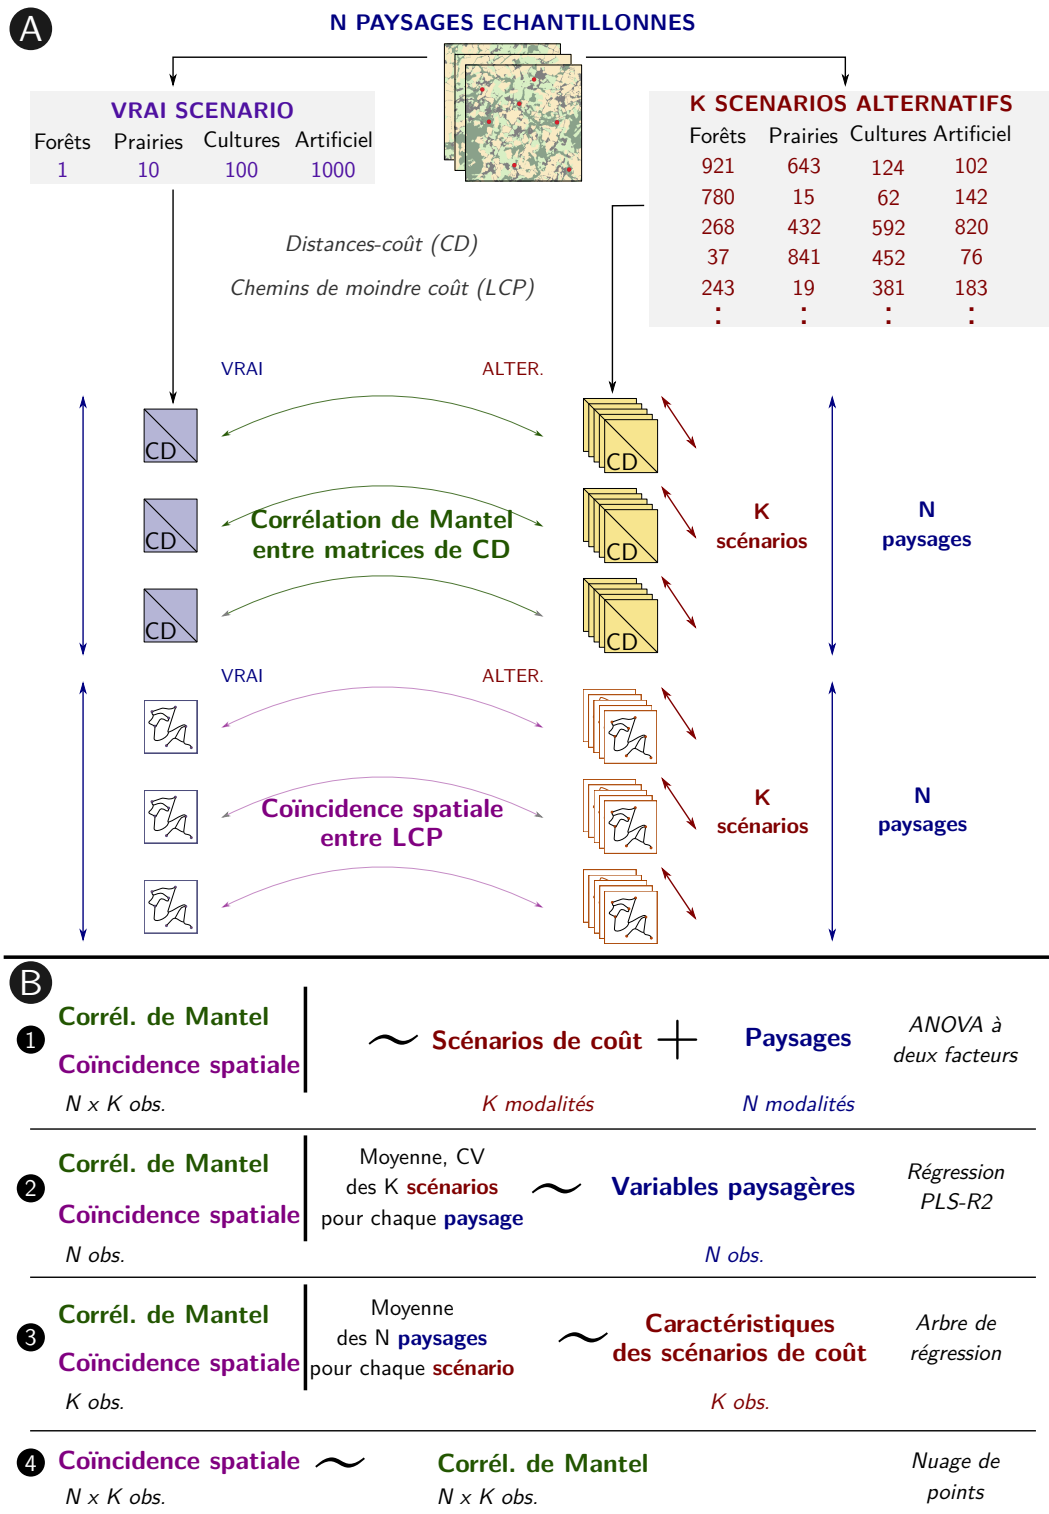 A
N PAYSAGES ECHANTILLONNES
VRAI SCENARIO
Forêts Prairies Cultures Artificiel
1 10 100 1000
K SCENARIOS ALTERNATIFS
Forêts Prairies Cultures Artificiel
921 643 124 102
780 15 62 142
268 432 592 820
37 841 452 76
243 19 381 183
⋮ ⋮ ⋮ ⋮
Distances-coût (CD)
Chemins de moindre coût (LCP)
VRAI ALTER.
CD CD
CD CD
CD CD
Corrélation de Mantel
entre matrices de CD
K
scénarios
N
paysages
VRAI ALTER.
Coïncidence spatiale
entre LCP
K
scénarios
N
paysages
B
1
Corrél. de Mantel
Coïncidence spatiale
N x K obs.
~ Scénarios de coût + Paysages
K modalités N modalités
ANOVA à
deux facteurs
2
Corrél. de Mantel
Coïncidence spatiale
N obs.
Moyenne, CV
des K scénarios
pour chaque paysage
~ Variables paysagères
N obs.
Régression
PLS-R2
3
Corrél. de Mantel
Coïncidence spatiale
K obs.
Moyenne
des N paysages
pour chaque scénario
~ Caractéristiques
des scénarios de coût
K obs.
Arbre de
régression
4
Coïncidence spatiale ~ Corrél. de Mantel
N x K obs. N x K obs.
Nuage de
points